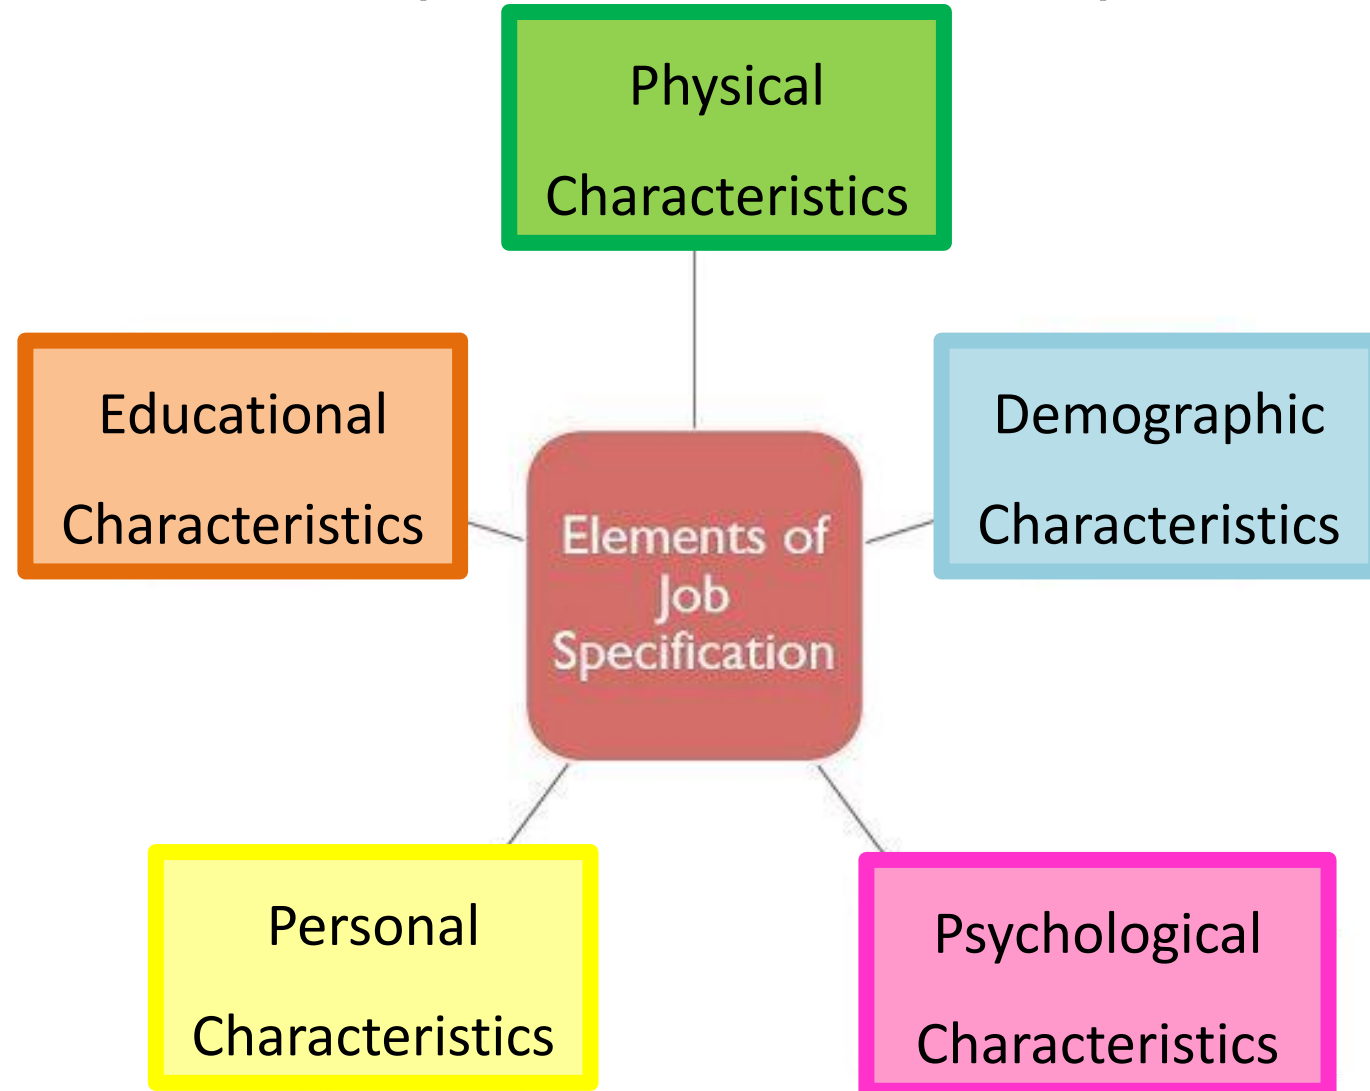 Physical
Characteristics
Educational
Characteristics
Demographic
Characteristics
Elements of
Job
Specification
Personal
Characteristics
Psychological
Characteristics